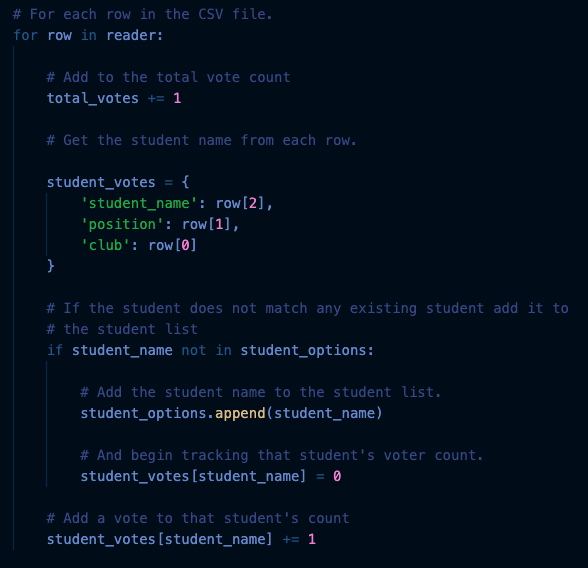 # For each row in the CSV file.
for row in reader:
# Add to the total vote count
total_votes += 1
# Get the student name from each row.
student_votes = {
'student_name': row[2],
'position': row[1],
'club': row[0]
}
# If the student does not match any existing student add it to
# the student list
if student_name not in student_options:
# Add the student name to the student list.
student_options.append(student_name)
# And begin tracking that student's voter count.
student_votes[student_name] = 0
# Add a vote to that student's count
student_votes[student_name] += 1